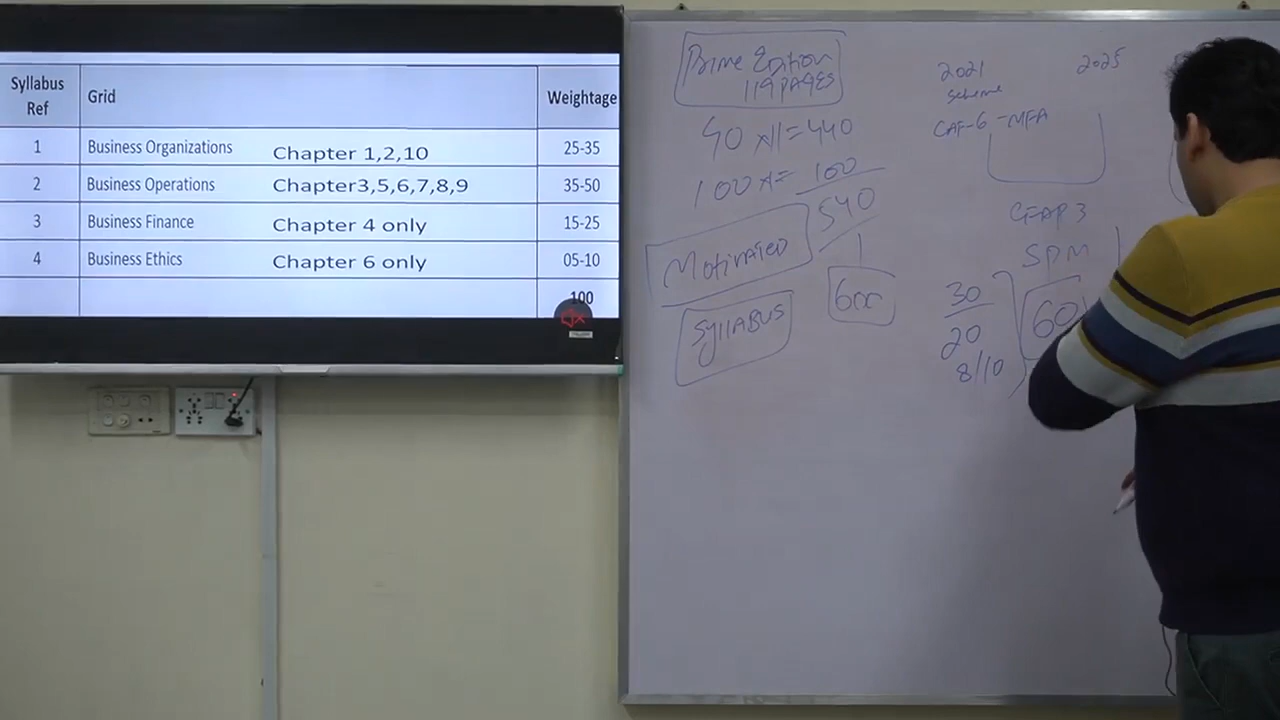 Syllabus Ref Grid Weightage
1 Business Organizations Chapter 1,2,10 25-35
2 Business Operations Chapter3,5,6,7,8,9 35-50
3 Business Finance Chapter 4 only 15-25
4 Business Ethics Chapter 6 only 05-10
100
Prime Edition
119 PAGES
40 x 11 = 440
100 x 1 = 100
540
MOTIVATED
600
SYLLABUS
2021
scheme
2025
CAF-6-MFA
CFAP 3
SPM
30
20
8/10
60